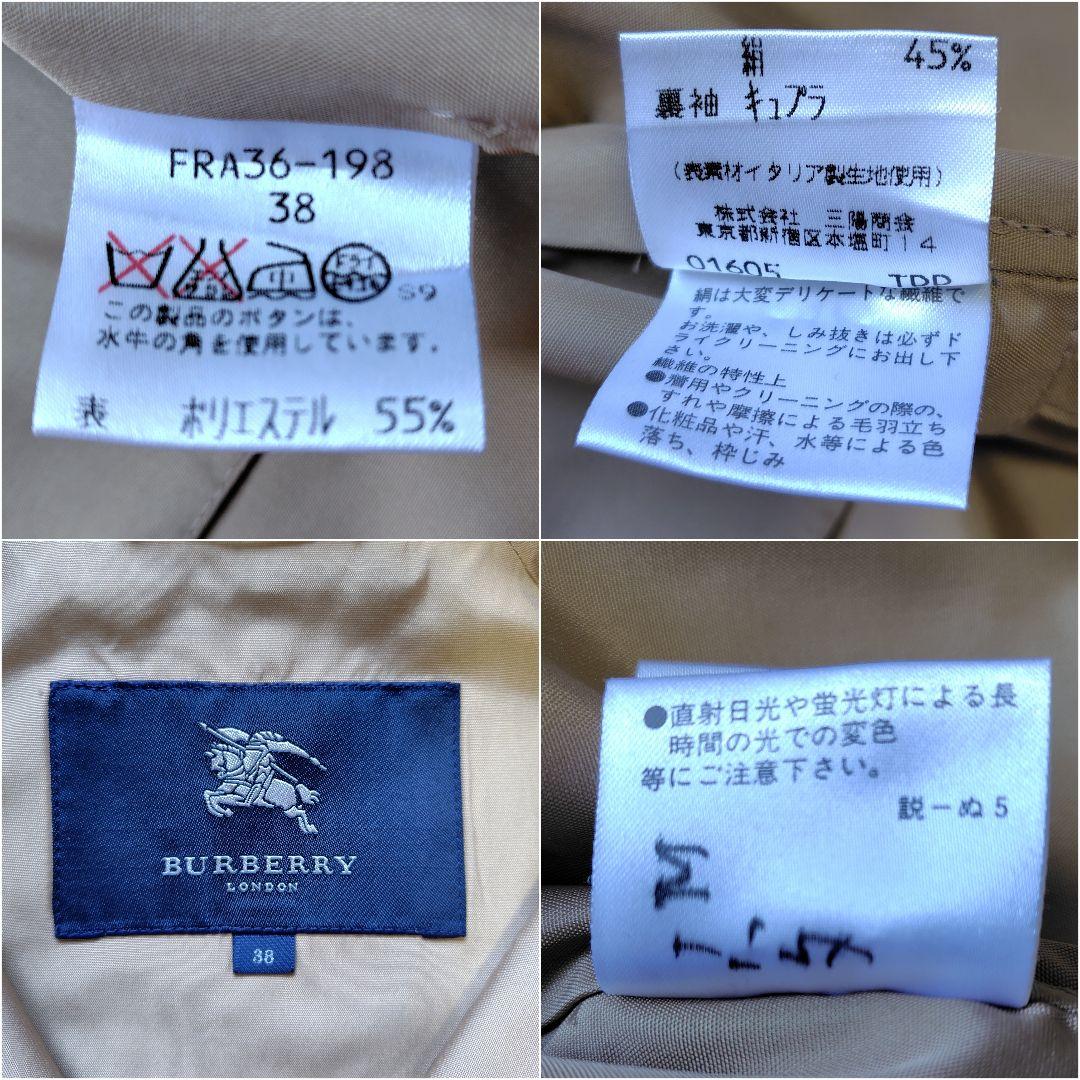 FRA36-198
38
ドライ
S9
この製品のボタンは、
水牛の角を使用しています。
表 ポリエステル 55%
絹 45%
裏袖 キュプラ
(表素材イタリア製生地使用)
株式会社 三陽商会
東京都新宿区本塩町14
01605 TDD
絹は大変デリケートな繊維で
す。
お洗濯や、しみ抜きは必ずド
ライクリーニングにお出し下
さい。
繊維の特性上
●着用やクリーニングの際の、
すれや摩擦による毛羽立ち
●化粧品や汗、水等による色
落ち、枠じみ
BURBERRY
LONDON
38
●直射日光や蛍光灯による長
時間の光での変色
等にご注意下さい。
説-ぬ5